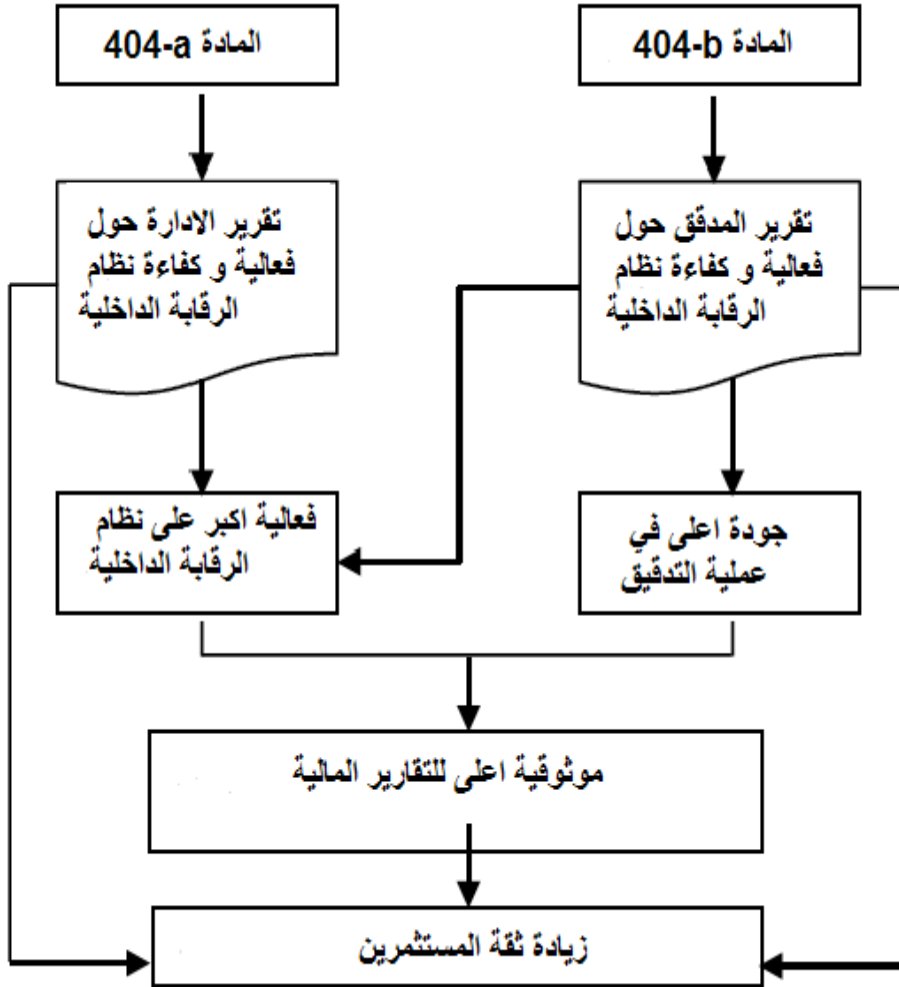 المادة 404-a
المادة 404-b
تقرير الادارة حول
فعالية و كفاءة نظام
الرقابة الداخلية
تقرير المدقق حول
فعالية و كفاءة نظام
الرقابة الداخلية
فعالية اكبر على نظام
الرقابة الداخلية
جودة اعلى في
عملية التدقيق
موثوقية اعلى للتقارير المالية
زيادة ثقة المستثمرين